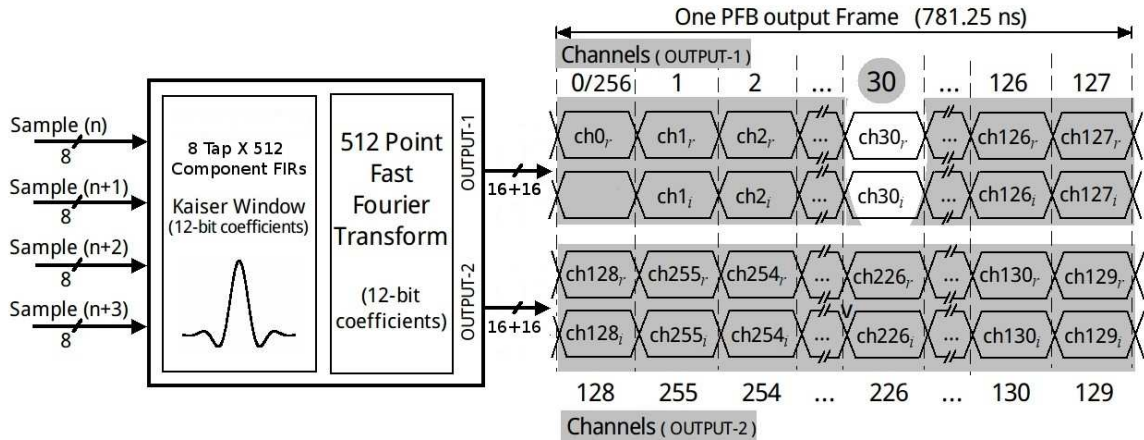 One PFB output Frame (781.25 ns)
Channels ( OUTPUT-1 )
0/256 1 2 ... 30 ... 126 127
Sample (n)
8
Sample (n+1)
8
Sample (n+2)
8
Sample (n+3)
8
8 Tap X 512
Component FIRs
Kaiser Window
(12-bit coefficients)
512 Point
Fast
Fourier
Transform
(12-bit
coefficients)
OUTPUT-1
OUTPUT-2
16+16
16+16
ch0r ch1r ch2r ... ch30r ... ch126r ch127r
ch1i ch2i ... ch30i ... ch126i ch127i
ch128r ch255r ch254r ... ch226r ... ch130r ch129r
v
ch128i ch255i ch254i ... ch226i ... ch130i ch129i
128 255 254 ... 226 ... 130 129
Channels ( OUTPUT-2 )